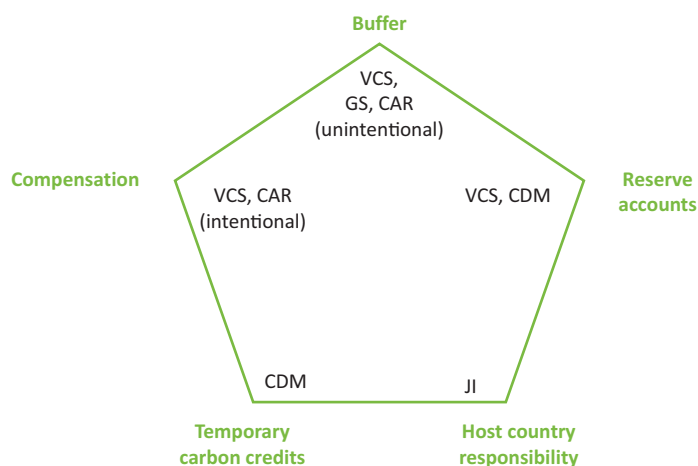 Buffer
VCS,
GS, CAR
(unintentional)
Compensation
VCS, CAR
(intentional)
VCS, CDM
Reserve
accounts
CDM
JI
Temporary
carbon credits
Host country
responsibility